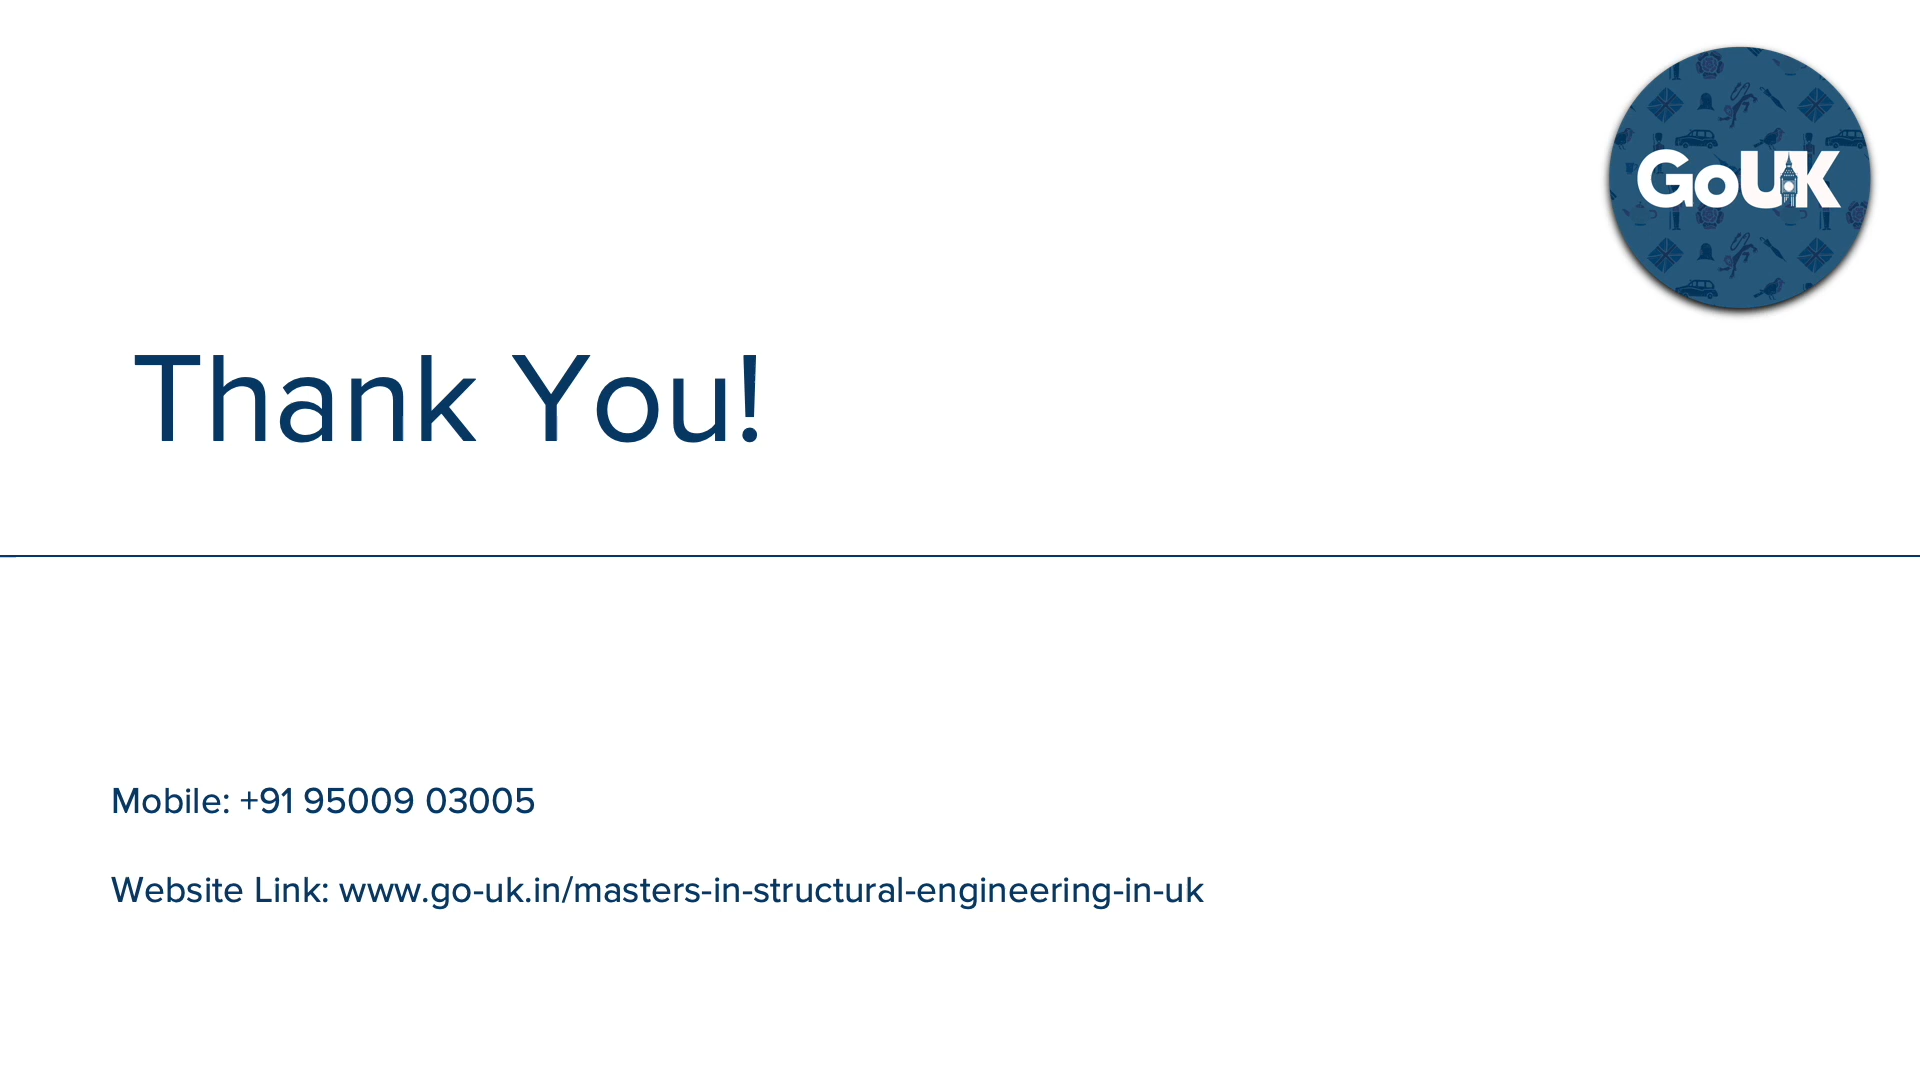 GoUK
Thank You!
Mobile: +91 95009 03005
Website Link: www.go-uk.in/masters-in-structural-engineering-in-uk